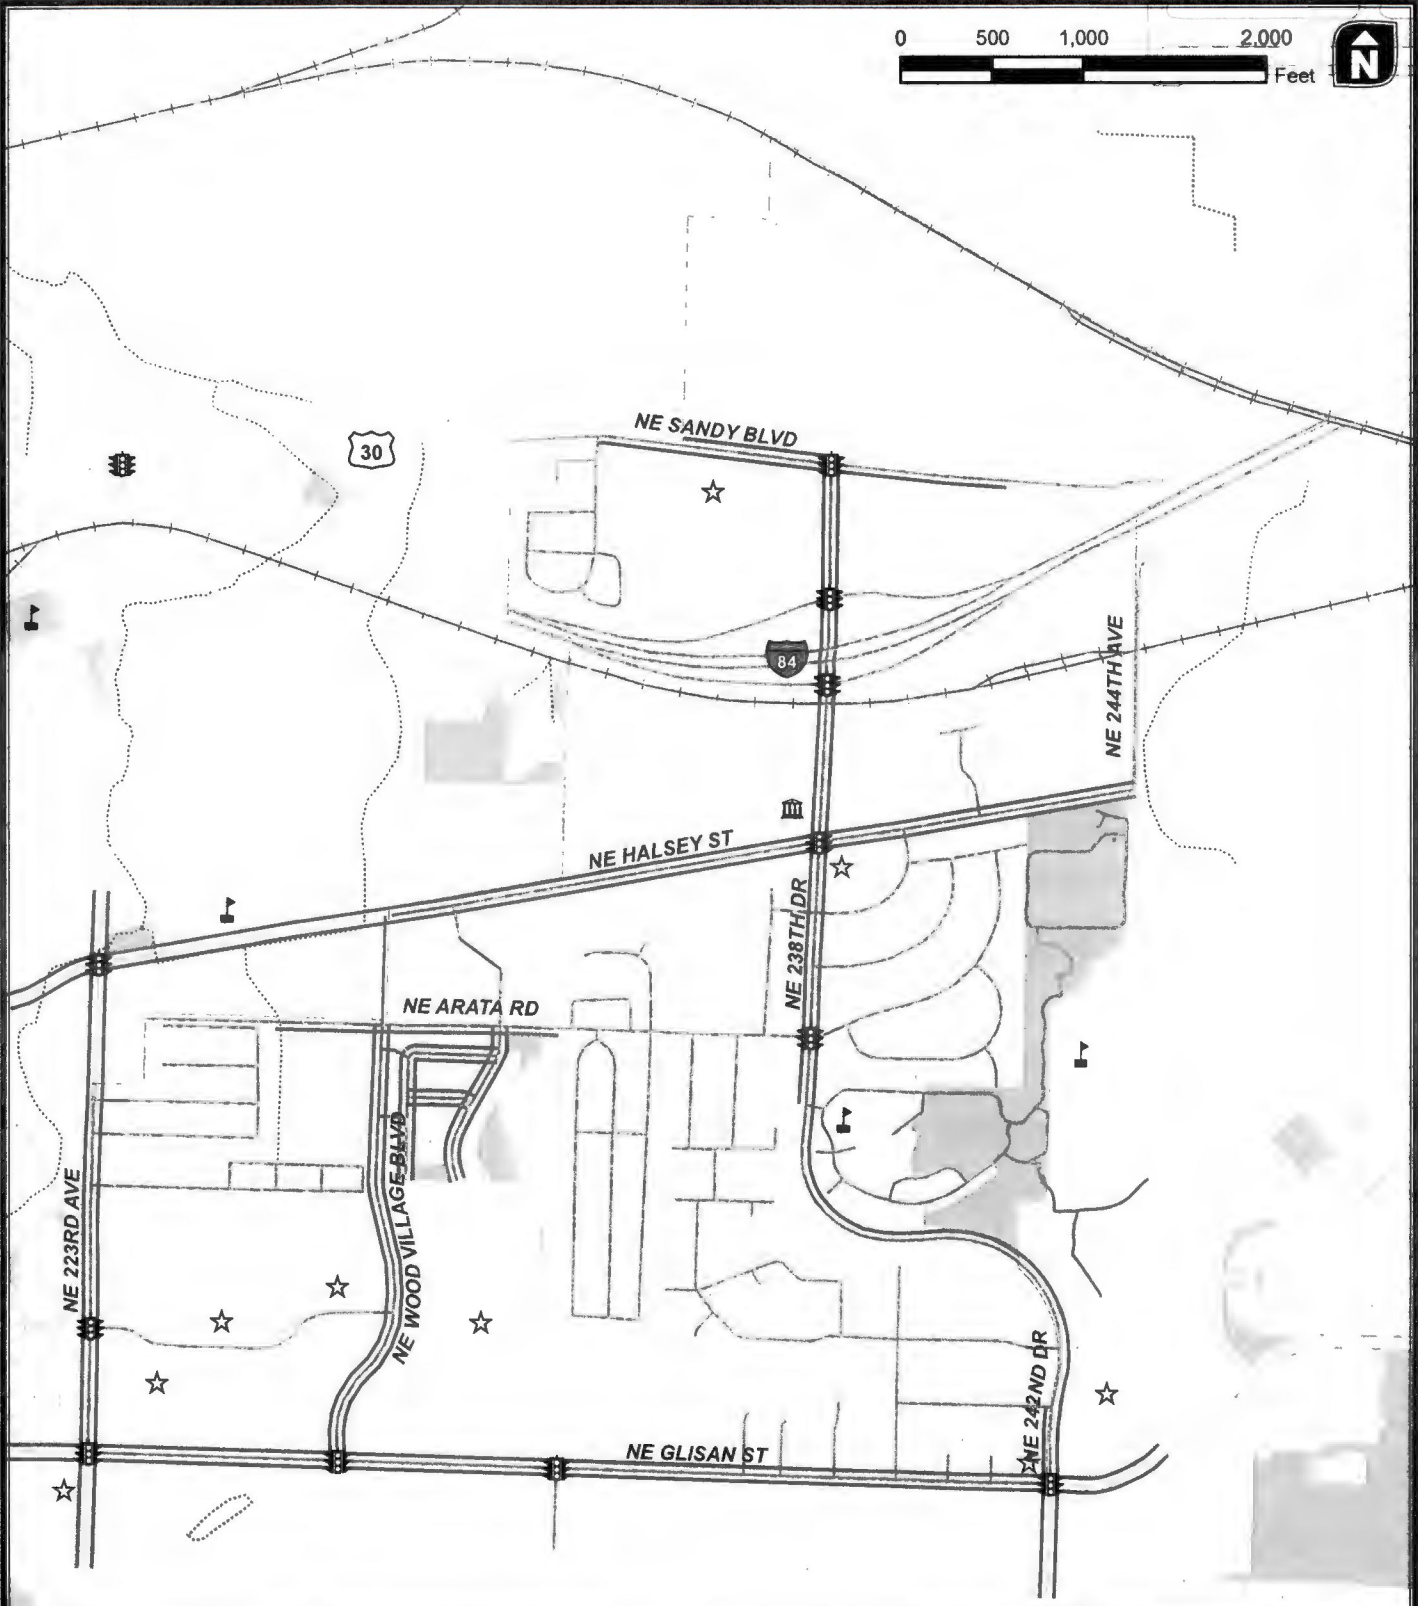 0 500 1,000 2,000
Feet
N
NE SANDY BLVD
30
84
NE 244TH AVE
NE HALSEY ST
NE 238TH DR
NE ARATA RD
NE 223RD AVE
NE WOOD VILLAGE BLVD
NE 242ND DR
NE GLISAN ST